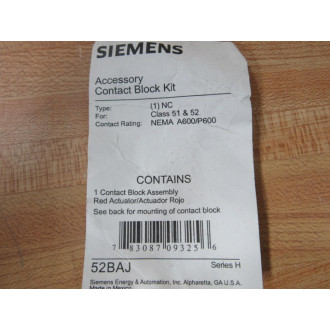 SIEMENS
Accessory
Contact Block Kit
Type: (1) NC
For: Class 51 & 52
Contact Rating: NEMA A600/P600
CONTAINS
1 Contact Block Assembly
Red Actuator/Actuador Rojo
See back for mounting of contact block
7 83087 09325 6
52BAJ Series H
Siemens Energy & Automation, Inc. Alpharetta, GA U.S.A.
Made in Mexico